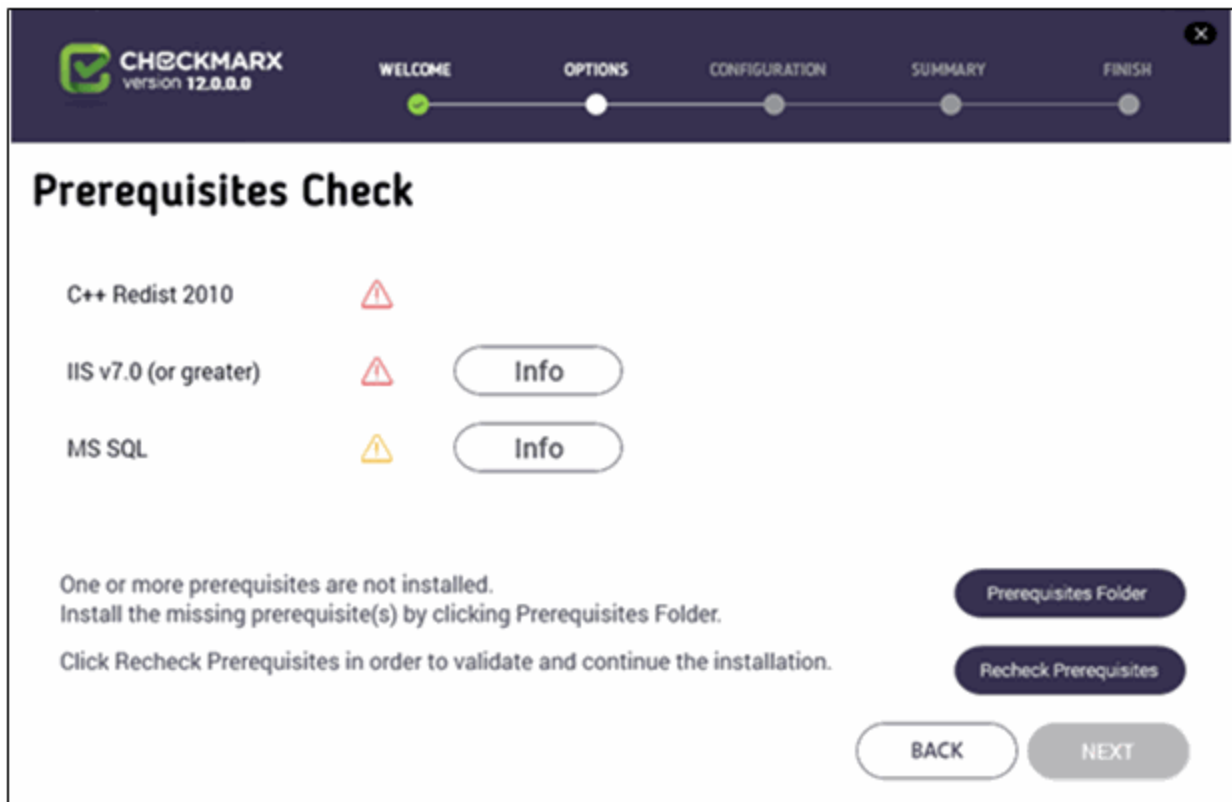 CHECKMARX
version 12.0.0.0
WELCOME
OPTIONS
CONFIGURATION
SUMMARY
FINISH
Prerequisites Check
C++ Redist 2010
IIS v7.0 (or greater)
Info
MS SQL
Info
One or more prerequisites are not installed.
Install the missing prerequisite(s) by clicking Prerequisites Folder.
Prerequisites Folder
Click Recheck Prerequisites in order to validate and continue the installation.
Recheck Prerequisites
BACK
NEXT